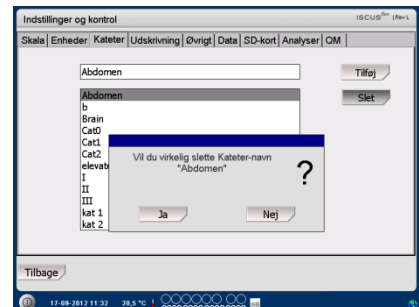 Indstillinger og kontrol
ISCUSflex |Rev L
Skala Enheder Kateter Udskrivning Øvrigt Data SD-kort Analyser QM
Abdomen
Tilføj
Abdomen
Slet
b
Brain
Cat0
Cat1
Cat2
Vil du virkelig slette Kateter-navn
"Abdomen"
?
I
II
III
kat 1
kat 2
Ja
Nej
Tilbage
17-09-2012 11:32 28,5 °C